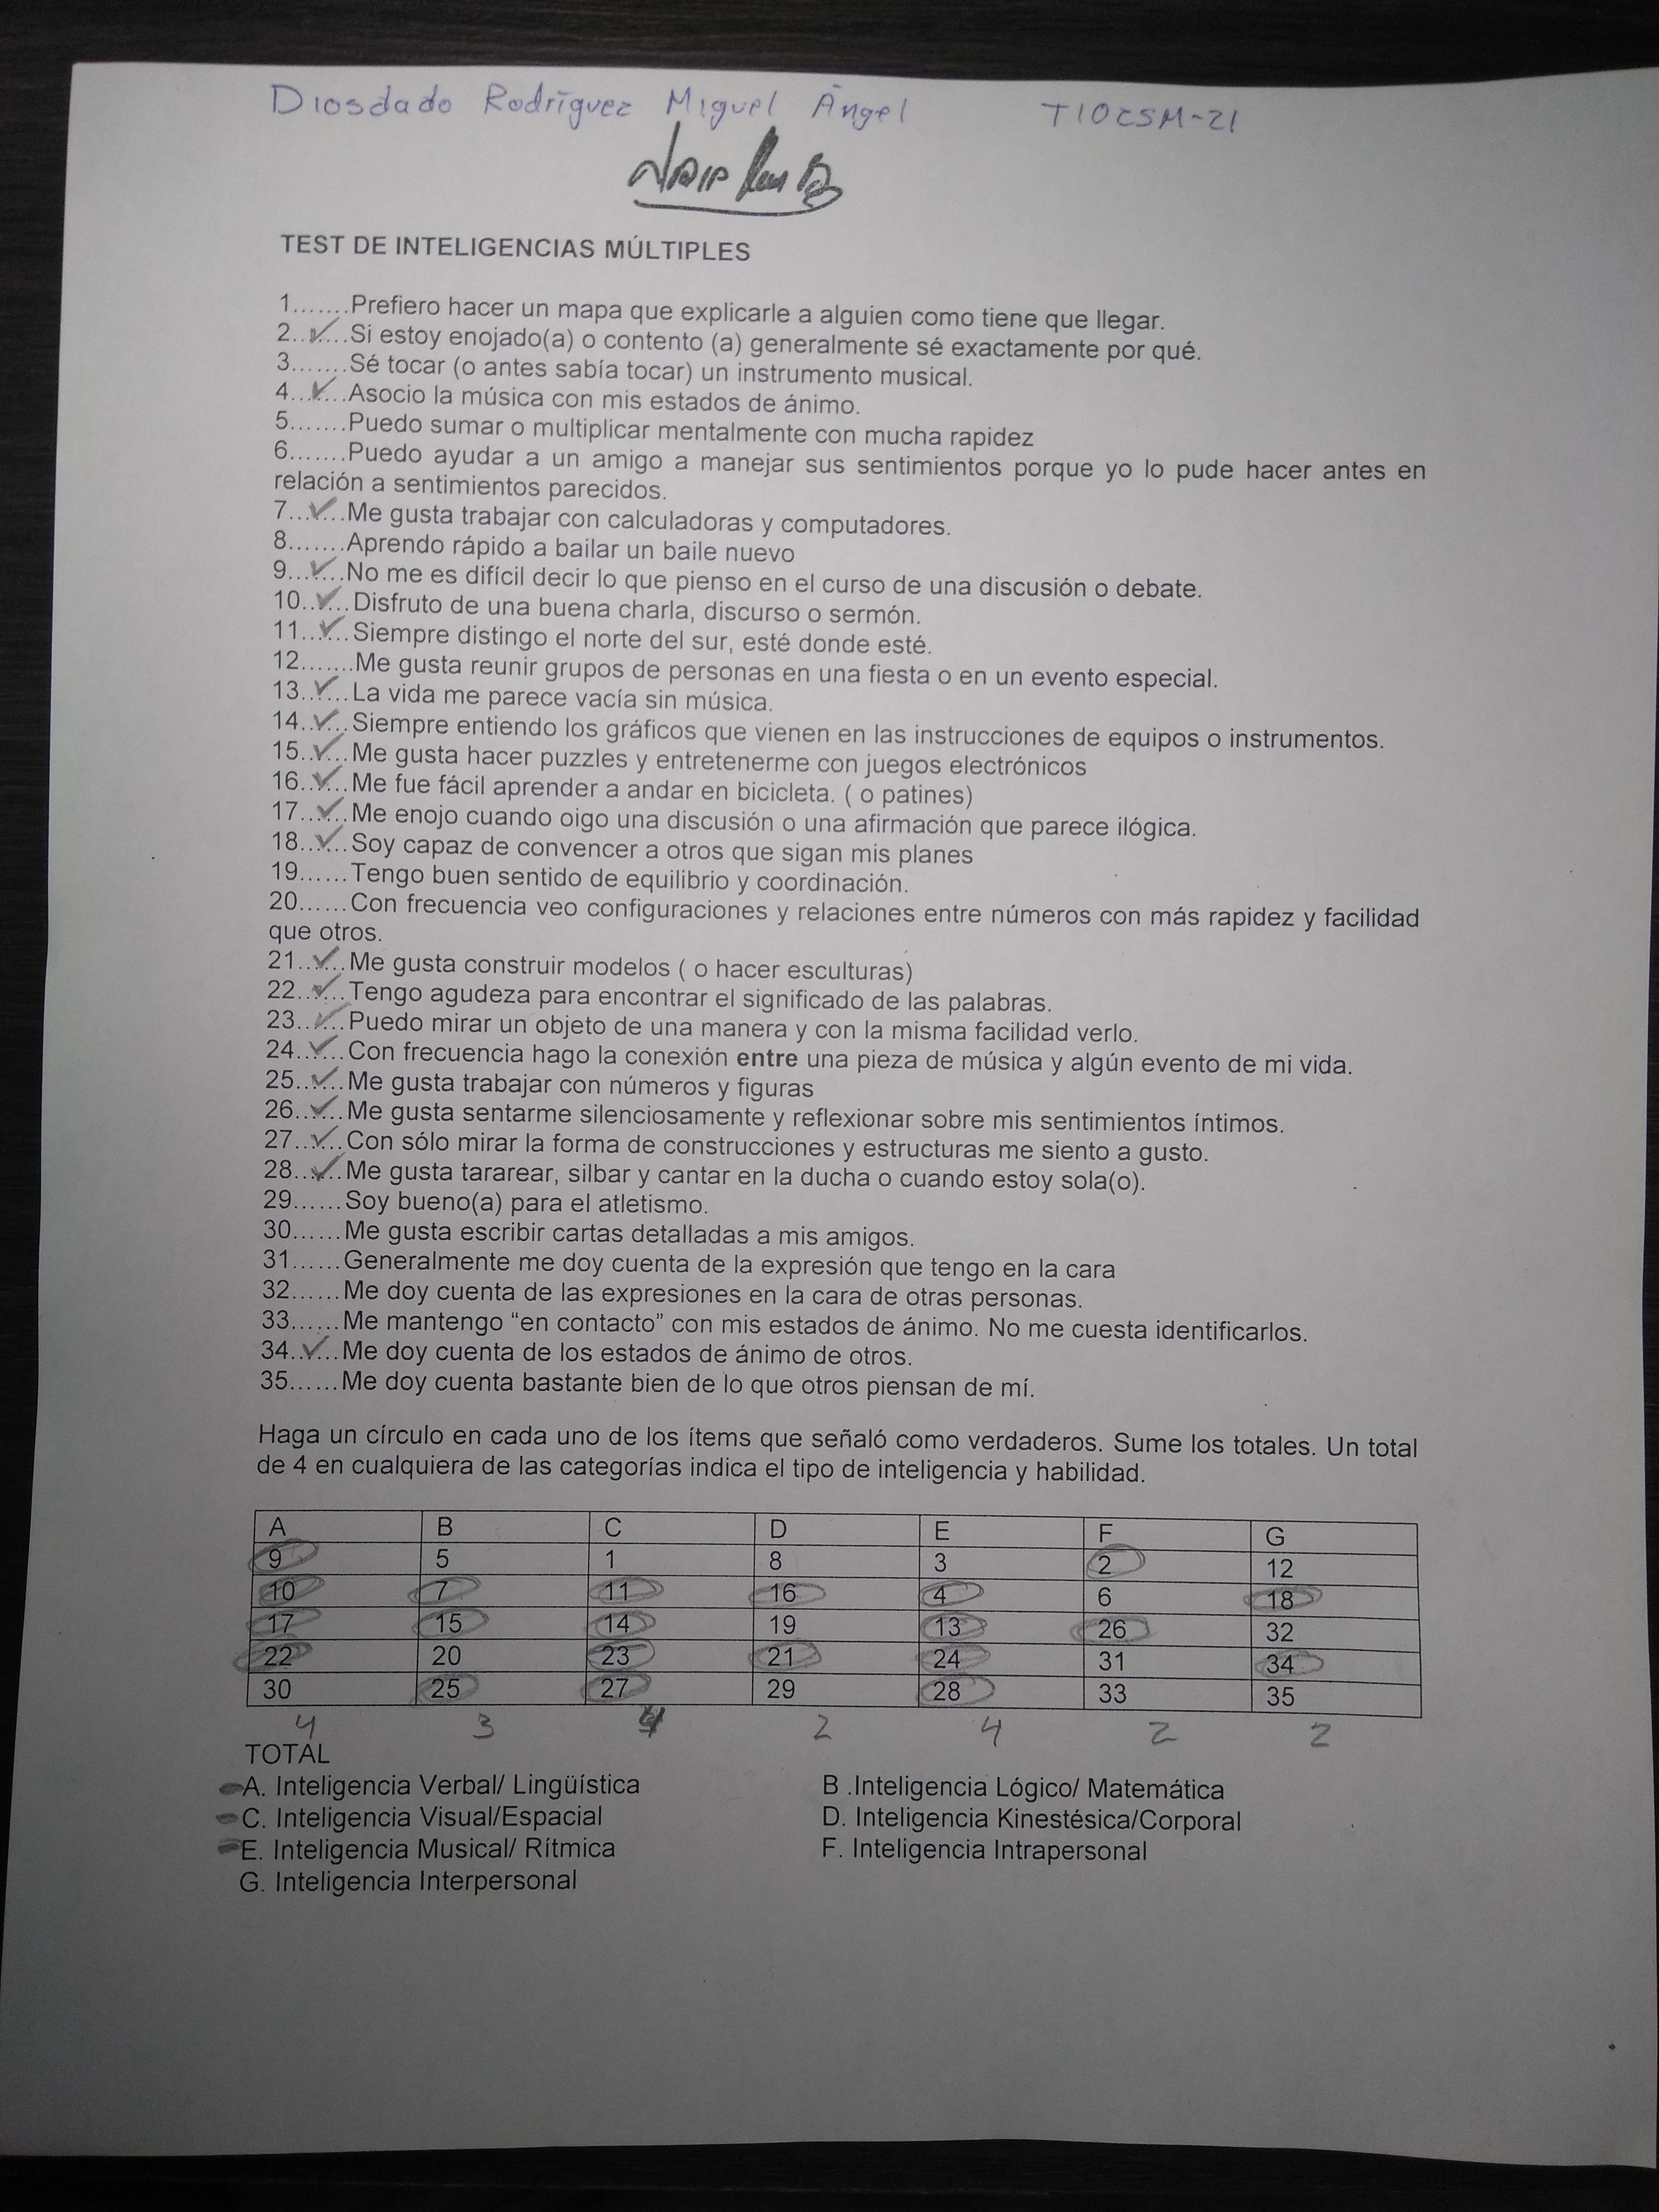 Diosdado Rodríguez Miguel Ángel T10CSM-21
TEST DE INTELIGENCIAS MÚLTIPLES
1.......Prefiero hacer un mapa que explicarle a alguien como tiene que llegar.
2..✓....Si estoy enojado(a) o contento (a) generalmente sé exactamente por qué.
3.......Sé tocar (o antes sabía tocar) un instrumento musical.
4...✓...Asocio la música con mis estados de ánimo.
5.......Puedo sumar o multiplicar mentalmente con mucha rapidez
6.......Puedo ayudar a un amigo a manejar sus sentimientos porque yo lo pude hacer antes en
relación a sentimientos parecidos.
7...✓...Me gusta trabajar con calculadoras y computadores.
8.......Aprendo rápido a bailar un baile nuevo
9...✓...No me es difícil decir lo que pienso en el curso de una discusión o debate.
10..✓...Disfruto de una buena charla, discurso o sermón.
11..✓...Siempre distingo el norte del sur, esté donde esté.
12.......Me gusta reunir grupos de personas en una fiesta o en un evento especial.
13..✓...La vida me parece vacía sin música.
14..✓...Siempre entiendo los gráficos que vienen en las instrucciones de equipos o instrumentos.
15..✓...Me gusta hacer puzzles y entretenerme con juegos electrónicos
16..✓...Me fue fácil aprender a andar en bicicleta. ( o patines)
17..✓...Me enojo cuando oigo una discusión o una afirmación que parece ilógica.
18..✓...Soy capaz de convencer a otros que sigan mis planes
19......Tengo buen sentido de equilibrio y coordinación.
20......Con frecuencia veo configuraciones y relaciones entre números con más rapidez y facilidad
que otros.
21..✓...Me gusta construir modelos ( o hacer esculturas)
22..✓...Tengo agudeza para encontrar el significado de las palabras.
23..✓...Puedo mirar un objeto de una manera y con la misma facilidad verlo.
24..✓...Con frecuencia hago la conexión entre una pieza de música y algún evento de mi vida.
25..✓...Me gusta trabajar con números y figuras
26..✓...Me gusta sentarme silenciosamente y reflexionar sobre mis sentimientos íntimos.
27..✓...Con sólo mirar la forma de construcciones y estructuras me siento a gusto.
28..✓...Me gusta tararear, silbar y cantar en la ducha o cuando estoy sola(o).
29......Soy bueno(a) para el atletismo.
30......Me gusta escribir cartas detalladas a mis amigos.
31......Generalmente me doy cuenta de la expresión que tengo en la cara
32......Me doy cuenta de las expresiones en la cara de otras personas.
33......Me mantengo “en contacto” con mis estados de ánimo. No me cuesta identificarlos.
34..✓...Me doy cuenta de los estados de ánimo de otros.
35......Me doy cuenta bastante bien de lo que otros piensan de mí.
Haga un círculo en cada uno de los ítems que señaló como verdaderos. Sume los totales. Un total
de 4 en cualquiera de las categorías indica el tipo de inteligencia y habilidad.
A B C D E F G
9 5 1 8 3 2 12
10 7 11 16 4 6 18
17 15 14 19 13 26 32
22 20 23 21 24 31 34
30 25 27 29 28 33 35
4 3 4 2 4 2 2
TOTAL
A. Inteligencia Verbal/ Lingüística B .Inteligencia Lógico/ Matemática
C. Inteligencia Visual/Espacial D. Inteligencia Kinestésica/Corporal
E. Inteligencia Musical/ Rítmica F. Inteligencia Intrapersonal
G. Inteligencia Interpersonal